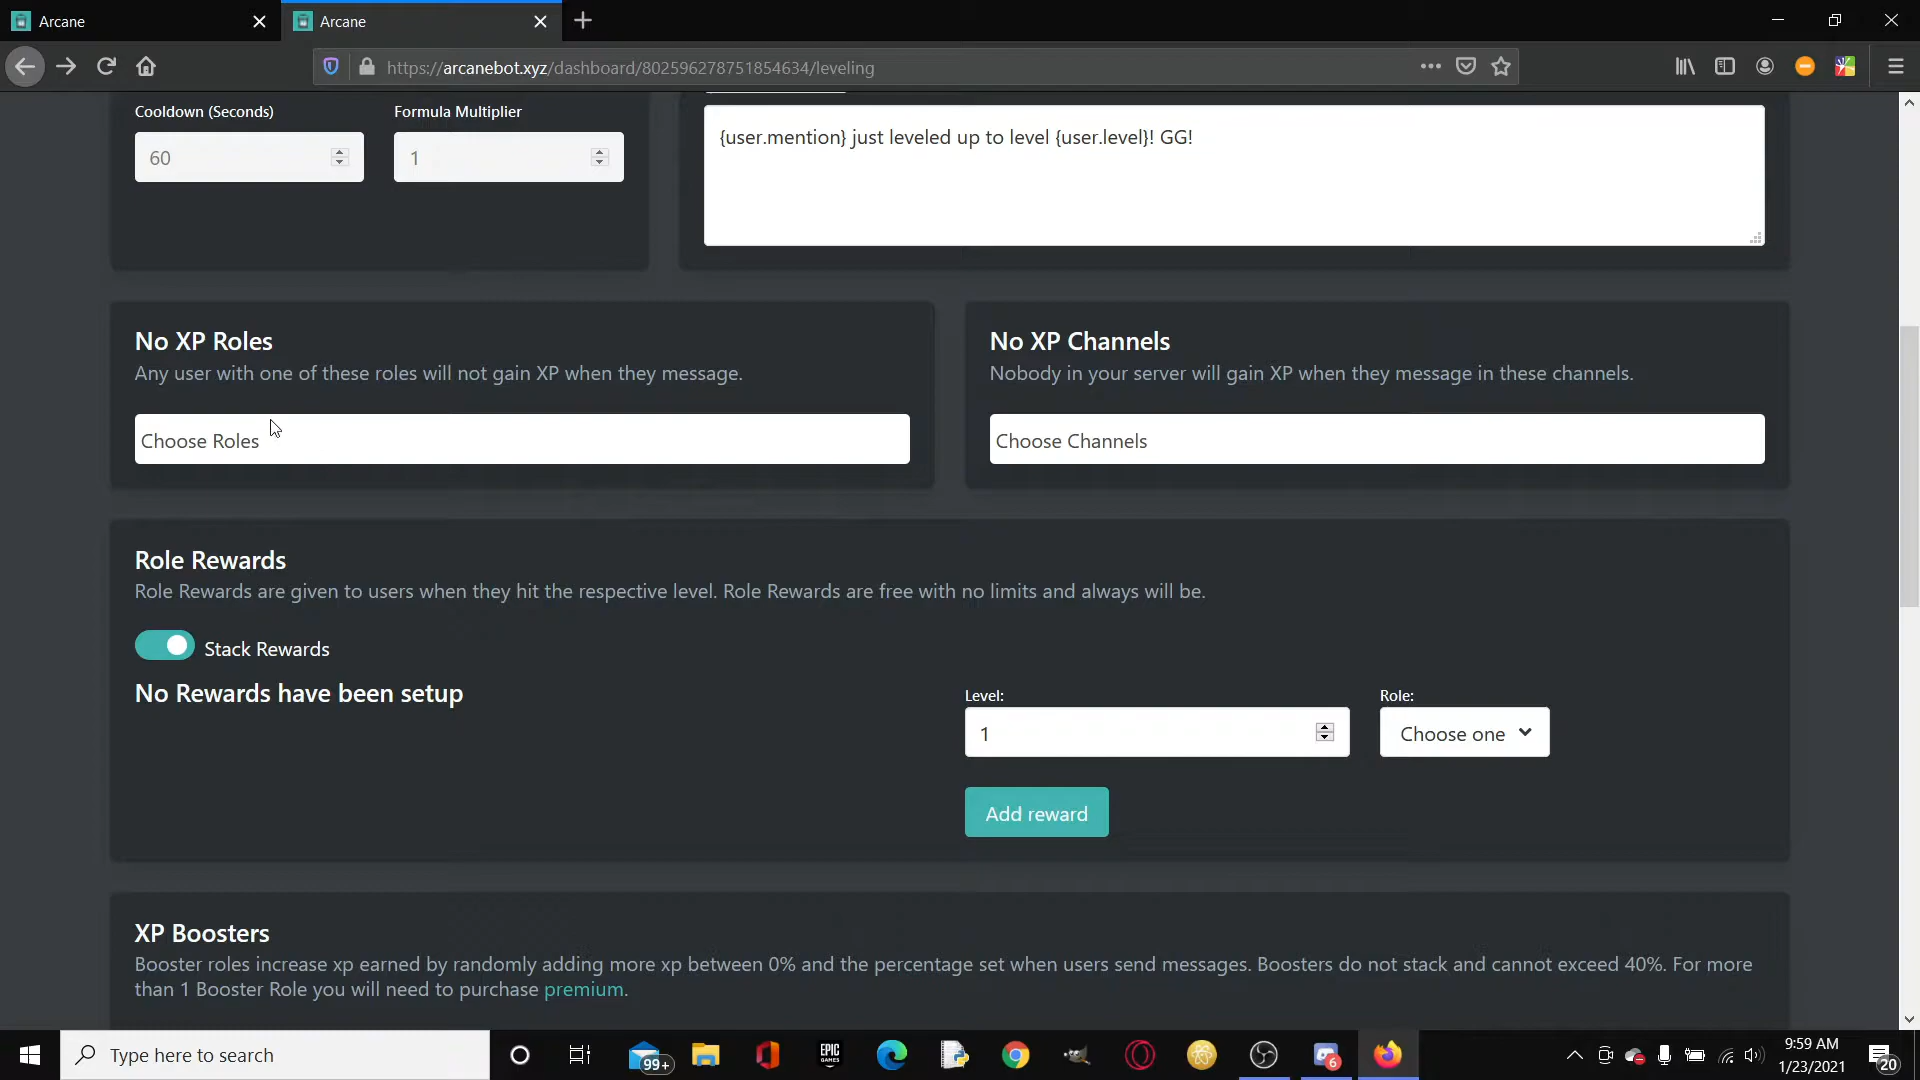 Arcane
Arcane
https://arcanebot.xyz/dashboard/802596278751854634/leveling
Cooldown (Seconds)
Formula Multiplier
60
1
{user.mention} just leveled up to level {user.level}! GG!
No XP Roles
Any user with one of these roles will not gain XP when they message.
Choose Roles
No XP Channels
Nobody in your server will gain XP when they message in these channels.
Choose Channels
Role Rewards
Role Rewards are given to users when they hit the respective level. Role Rewards are free with no limits and always will be.
Stack Rewards
No Rewards have been setup
Level:
Role:
1
Choose one
Add reward
XP Boosters
Booster roles increase xp earned by randomly adding more xp between 0% and the percentage set when users send messages. Boosters do not stack and cannot exceed 40%. For more
than 1 Booster Role you will need to purchase premium.
Type here to search
99+
EPIC
GAMES
6
9:59 AM
1/23/2021
20